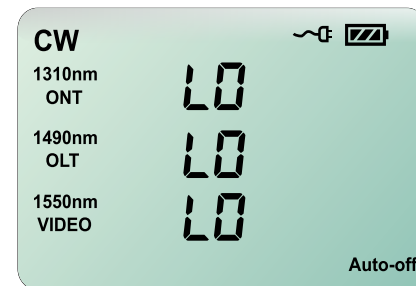 CW
1310nm
ONT
LO
1490nm
OLT
LO
1550nm
VIDEO
LO
Auto-off